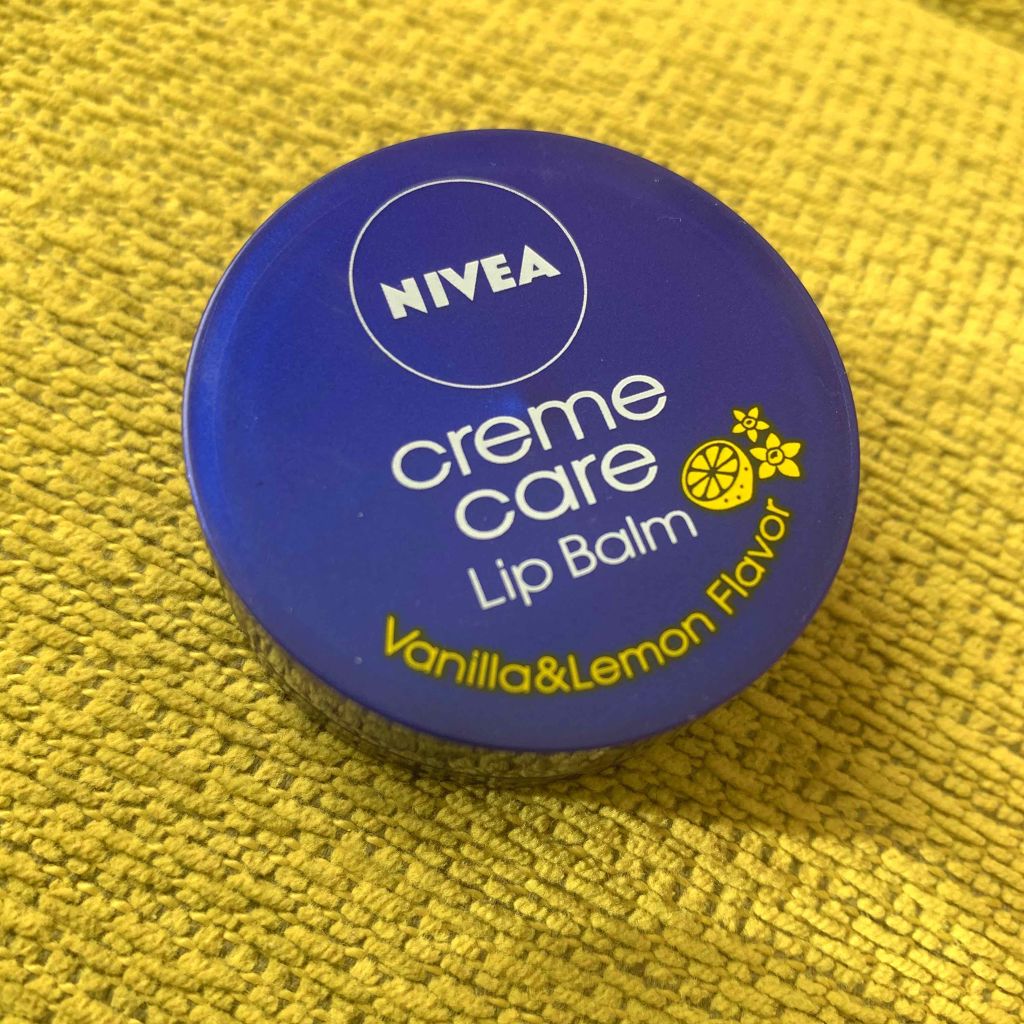 NIVEA
creme
care
Lip Balm
Vanilla&Lemon Flavor